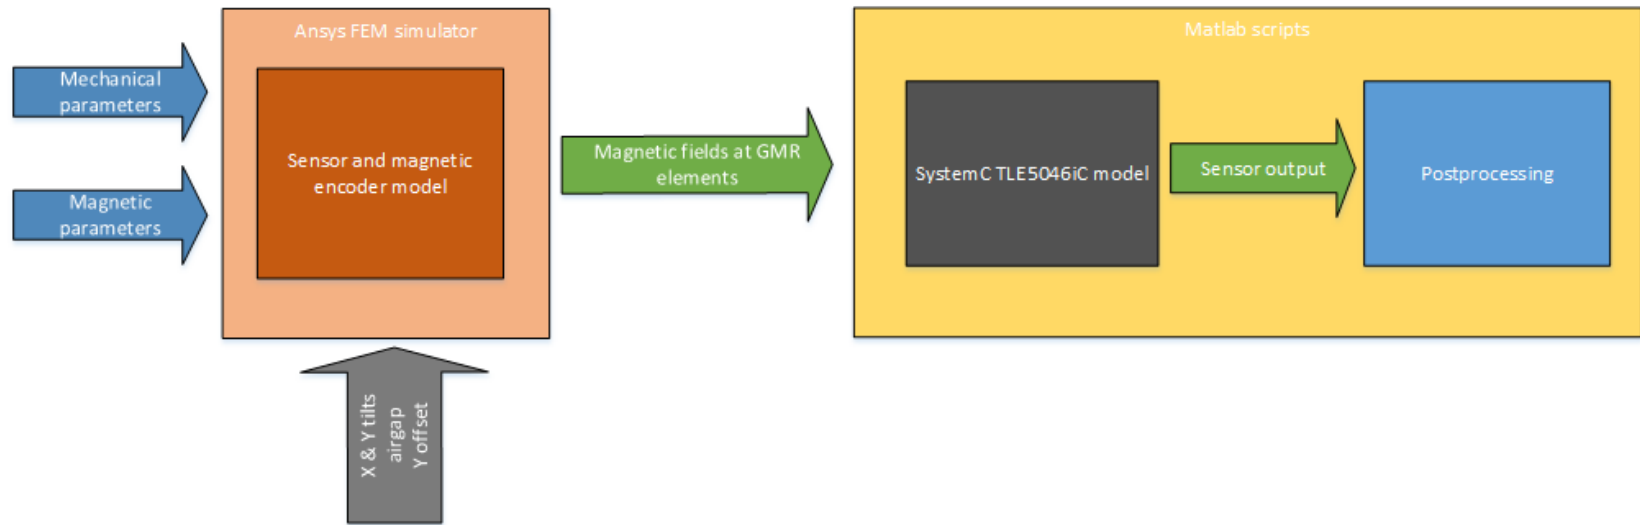 Ansys FEM simulator
Matlab scripts
Mechanical
parameters
Magnetic
parameters
Sensor and magnetic
encoder model
Magnetic fields at GMR
elements
SystemC TLE5046iC model
Sensor output
Postprocessing
X & Y tilts
airgap
Y offset